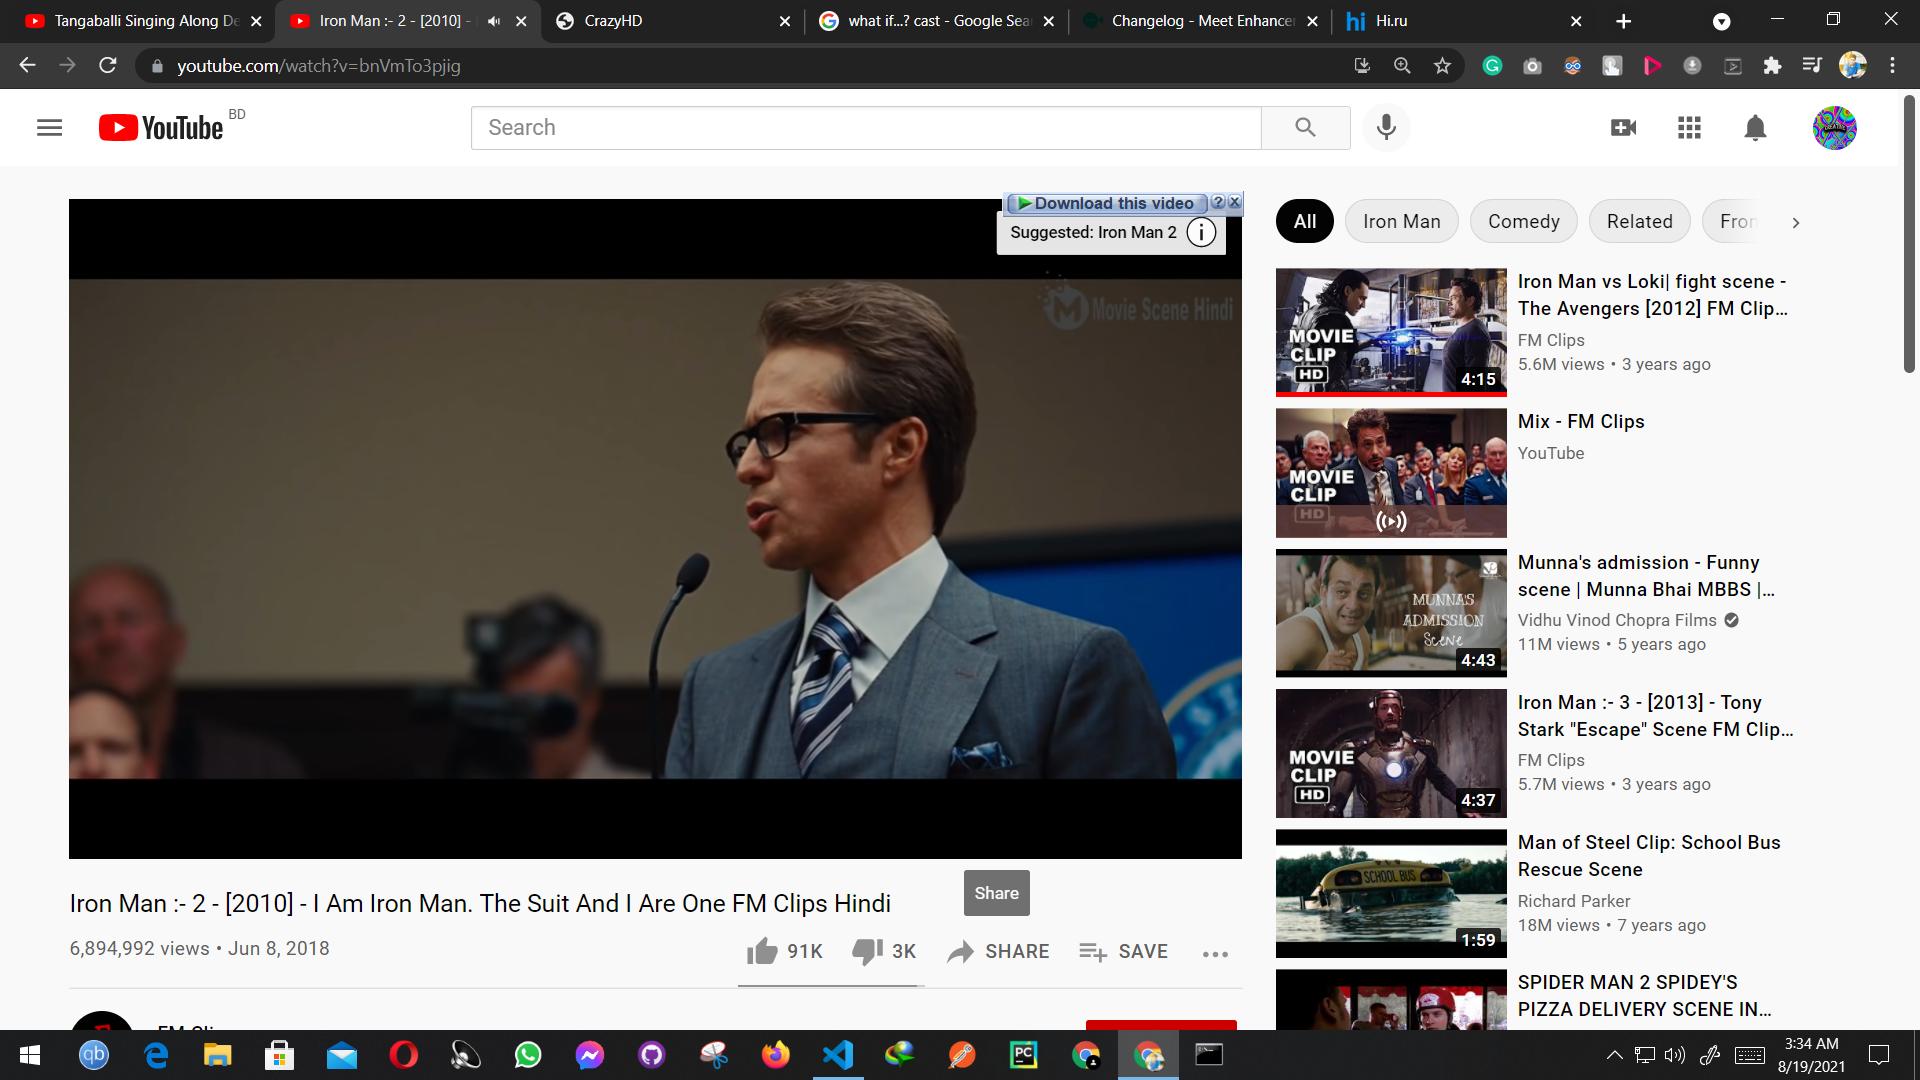 Tangaballi Singing Along De
Iron Man :- 2 - [2010] -
CrazyHD
what if...? cast - Google Sea
Changelog - Meet Enhancer
Hi.ru
youtube.com/watch?v=bnVmTo3pjig
YouTube BD
Search
Download this video
Suggested: Iron Man 2
Movie Scene Hindi
All
Iron Man
Comedy
Related
From
MOVIE
CLIP
HD
4:15
Iron Man vs Loki| fight scene -
The Avengers [2012] FM Clip...
FM Clips
5.6M views • 3 years ago
MOVIE
CLIP
HD
Mix - FM Clips
YouTube
MUNNA'S
ADMISSION
Scene
4:43
Munna's admission - Funny
scene | Munna Bhai MBBS |...
Vidhu Vinod Chopra Films
11M views • 5 years ago
MOVIE
CLIP
HD
4:37
Iron Man :- 3 - [2013] - Tony
Stark "Escape" Scene FM Clip...
FM Clips
5.7M views • 3 years ago
SCHOOL BUS
1:59
Man of Steel Clip: School Bus
Rescue Scene
Richard Parker
18M views • 7 years ago
SPIDER MAN 2 SPIDEY'S
PIZZA DELIVERY SCENE IN...
Share
Iron Man :- 2 - [2010] - I Am Iron Man. The Suit And I Are One FM Clips Hindi
6,894,992 views • Jun 8, 2018
91K
3K
SHARE
SAVE
FM Cli
qb
PC
3:34 AM
8/19/2021